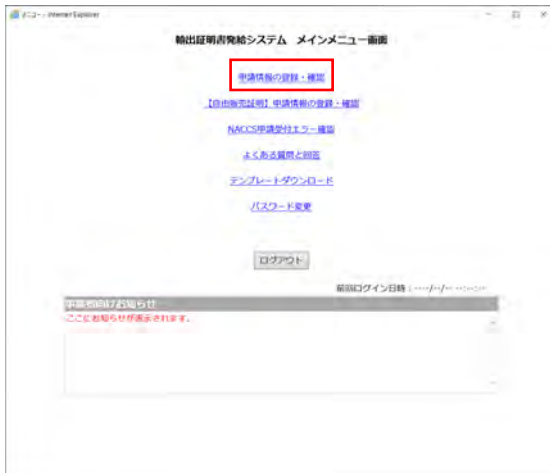 メニュー - Internet Explorer
輸出証明書発給システム メインメニュー画面
申請情報の登録・確認
【自由販売証明】申請情報の登録・確認
NACCS申請受付エラー確認
よくある質問と回答
テンプレートダウンロード
パスワード変更
ログアウト
前回ログイン日時：----/--/-- --:--:--
事業者向けお知らせ
ここにお知らせが表示されます。